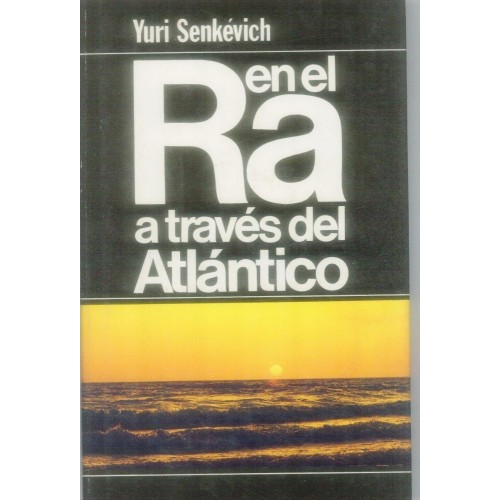 Yuri Senkévich
en el
Ra
a través del
Atlántico